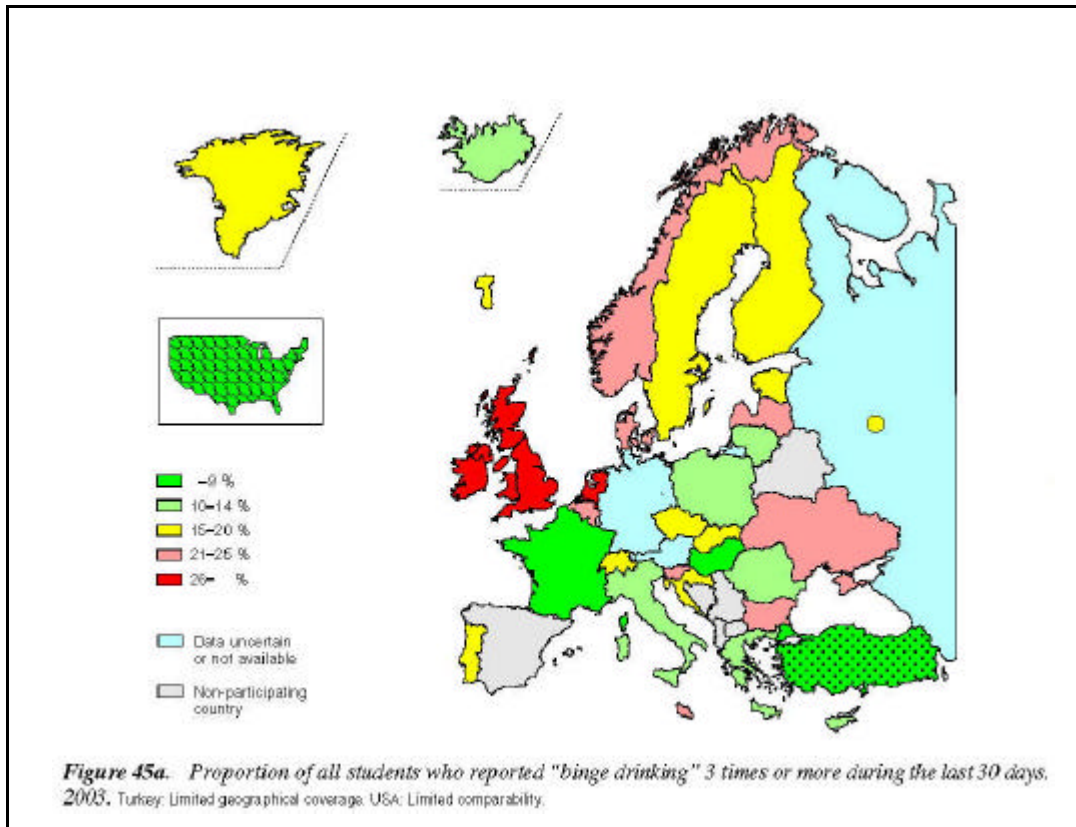 –9 %
10–14 %
15–20 %
21–25 %
26– %
Data uncertain
or not available
Non-participating
country
Figure 45a. Proportion of all students who reported "binge drinking" 3 times or more during the last 30 days.
2003. Turkey: Limited geographical coverage. USA: Limited comparability.